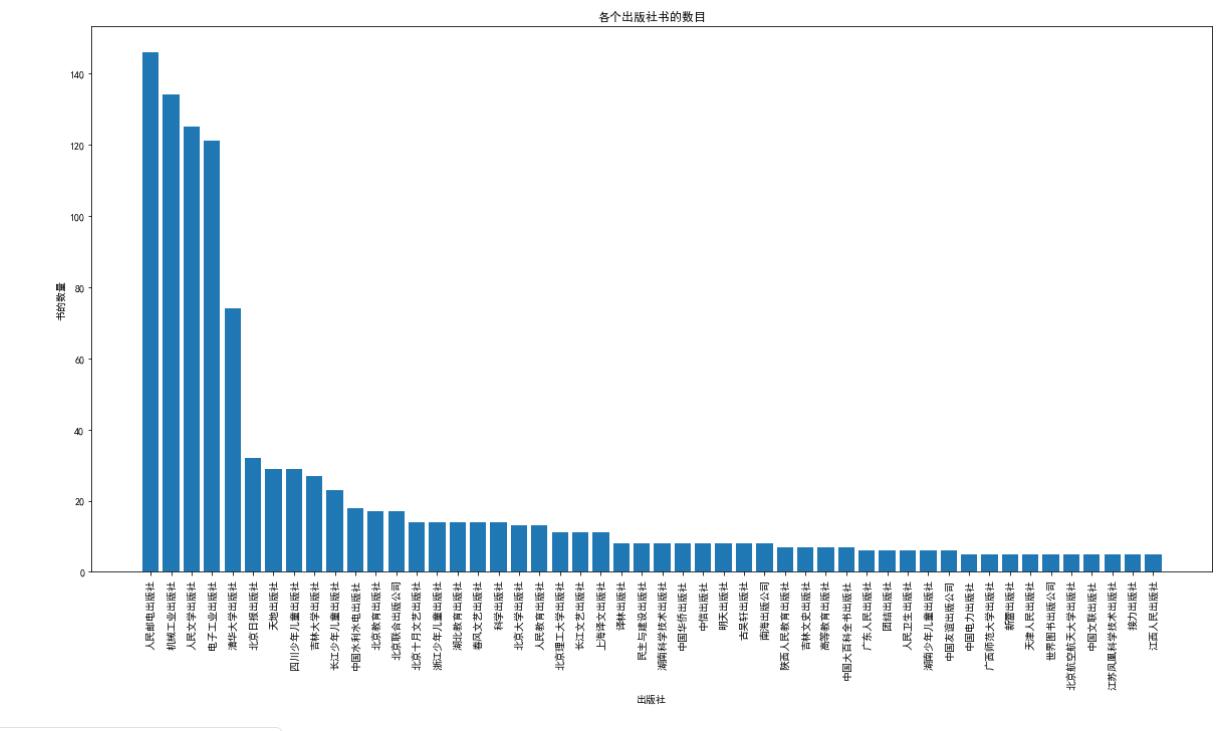 各个出版社书的数目
书的数量
140
120
100
80
60
40
20
0
人民邮电出版社
机械工业出版社
人民文学出版社
电子工业出版社
清华大学出版社
北京日报出版社
天地出版社
四川少年儿童出版社
吉林大学出版社
长江少年儿童出版社
中国水利水电出版社
北京教育出版社
北京联合出版公司
北京十月文艺出版社
浙江少年儿童出版社
湖北教育出版社
春风文艺出版社
科学出版社
北京大学出版社
人民教育出版社
北京理工大学出版社
长江文艺出版社
上海译文出版社
译林出版社
民主与建设出版社
湖南科学技术出版社
中国华侨出版社
中信出版社
明天出版社
古吴轩出版社
南海出版公司
陕西人民教育出版社
吉林文史出版社
高等教育出版社
中国大百科全书出版社
广东人民出版社
团结出版社
人民卫生出版社
湖南少年儿童出版社
中国友谊出版公司
中国电力出版社
广西师范大学出版社
新蕾出版社
天津人民出版社
世界图书出版公司
北京航空航天大学出版社
中国文联出版社
江苏凤凰科学技术出版社
接力出版社
江西人民出版社
出版社